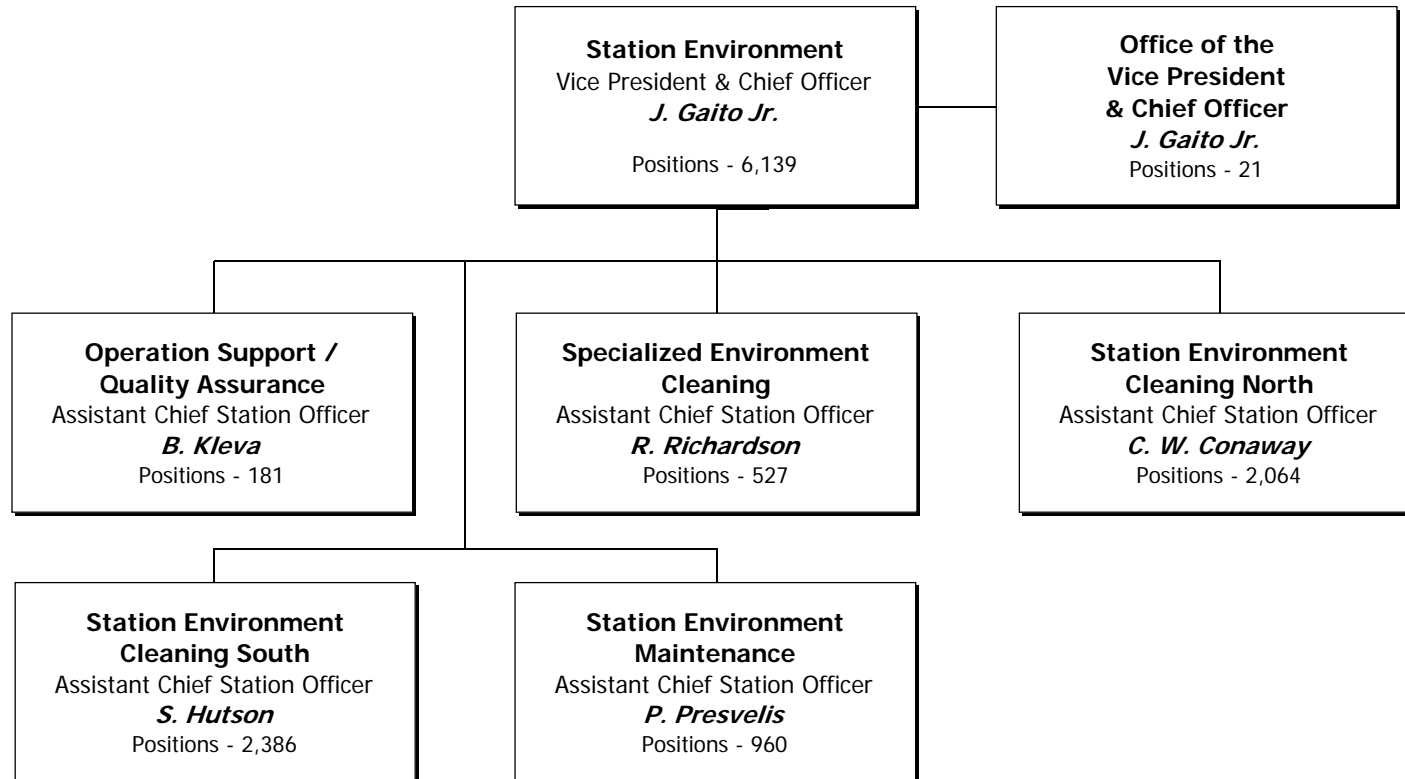 Station Environment
Vice President & Chief Officer
J. Gaito Jr.
Positions - 6,139
Office of the
Vice President
& Chief Officer
J. Gaito Jr.
Positions - 21
Operation Support /
Quality Assurance
Assistant Chief Station Officer
B. Kleva
Positions - 181
Specialized Environment
Cleaning
Assistant Chief Station Officer
R. Richardson
Positions - 527
Station Environment
Cleaning North
Assistant Chief Station Officer
C. W. Conaway
Positions - 2,064
Station Environment
Cleaning South
Assistant Chief Station Officer
S. Hutson
Positions - 2,386
Station Environment
Maintenance
Assistant Chief Station Officer
P. Presvelis
Positions - 960